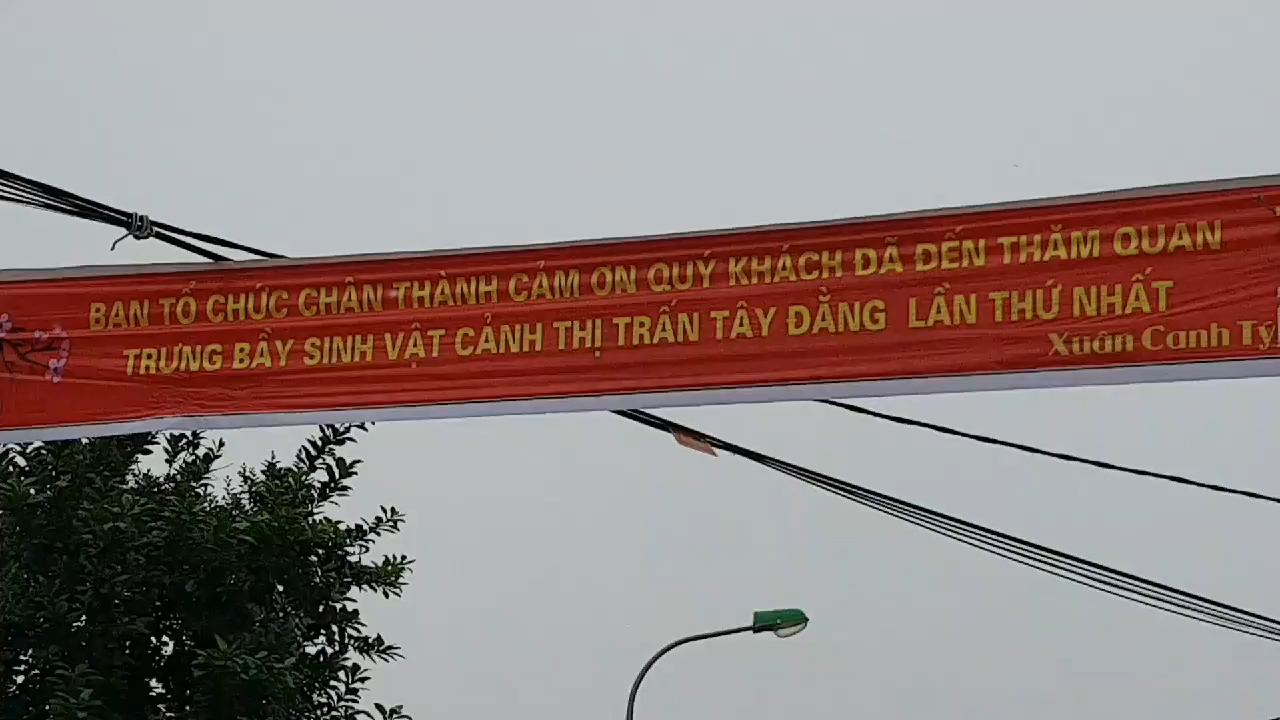 BAN TỔ CHỨC CHÂN THÀNH CẢM ƠN QUÝ KHÁCH ĐÃ ĐẾN THĂM QUAN
TRƯNG BẦY SINH VẬT CẢNH THỊ TRẤN TÂY ĐẰNG LẦN THỨ NHẤT
Xuân Canh Tý